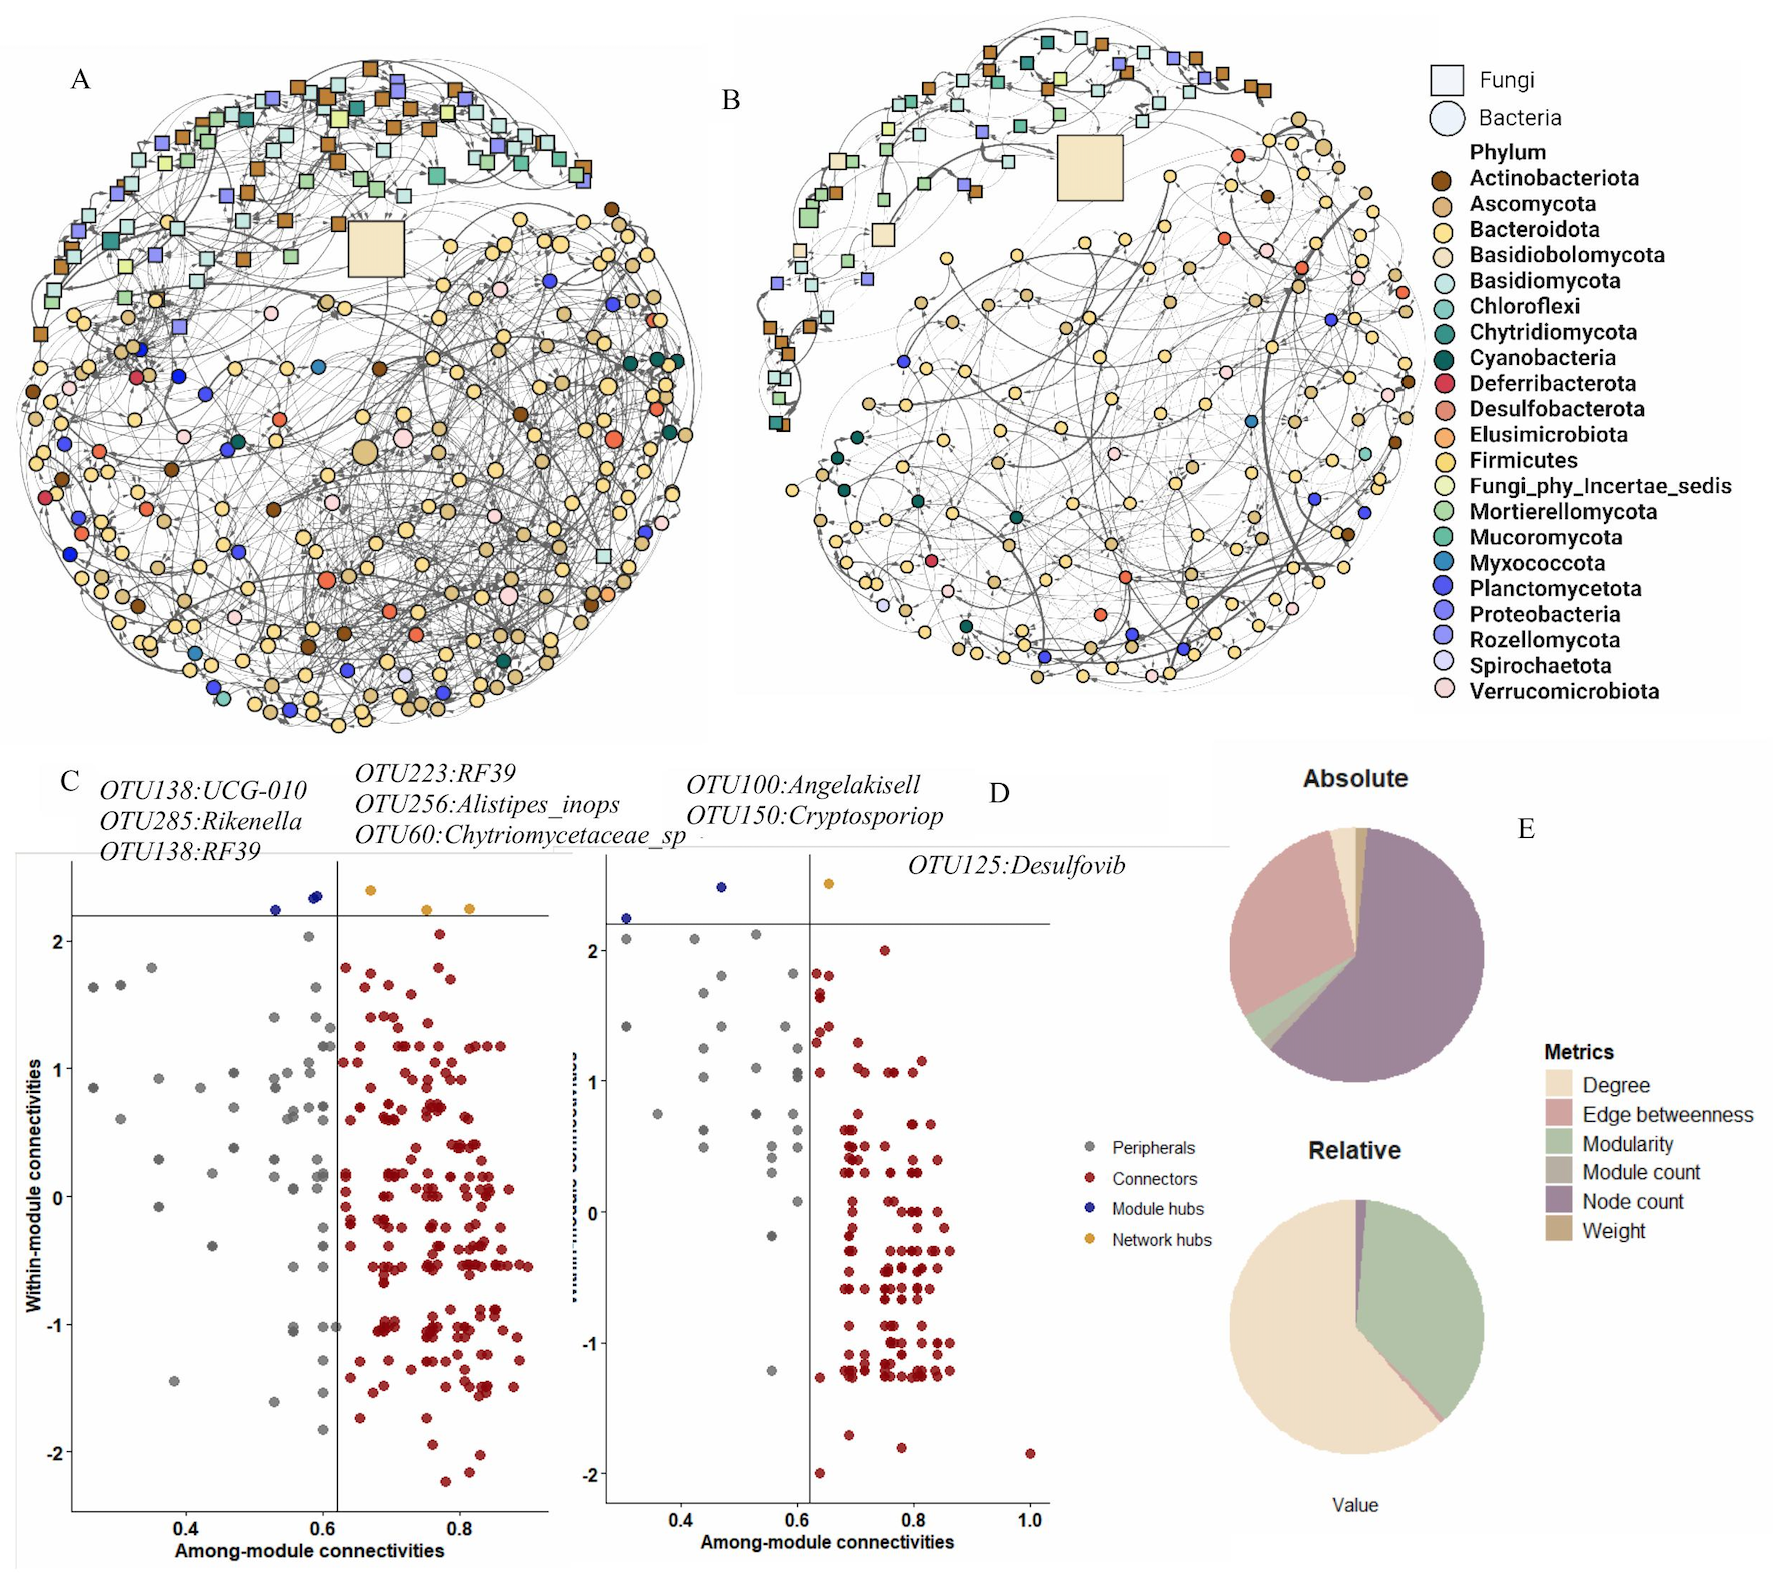 A
B
Fungi
Bacteria
Phylum
Actinobacteriota
Ascomycota
Bacteroidota
Basidiobolomycota
Basidiomycota
Chloroflexi
Chytridiomycota
Cyanobacteria
Deferribacterota
Desulfobacterota
Elusimicrobiota
Firmicutes
Fungi_phy_Incertae_sedis
Mortierellomycota
Mucoromycota
Myxococcota
Planctomycetota
Proteobacteria
Rozellomycota
Spirochaetota
Verrucomicrobiota
C
OTU138:UCG-010
OTU285:Rikenella
OTU138:RF39
OTU223:RF39
OTU256:Alistipes_inops
OTU60:Chytriomycetaceae_sp
2
1
0
-1
-2
Within-module connectivities
0.4
0.6
0.8
Among-module connectivities
OTU100:Angelakisell
OTU150:Cryptosporiop
D
OTU125:Desulfovib
2
1
0
-1
-2
0.4
0.6
0.8
1.0
Among-module connectivities
Peripherals
Connectors
Module hubs
Network hubs
E
Absolute
Relative
Value
Metrics
Degree
Edge betweenness
Modularity
Module count
Node count
Weight